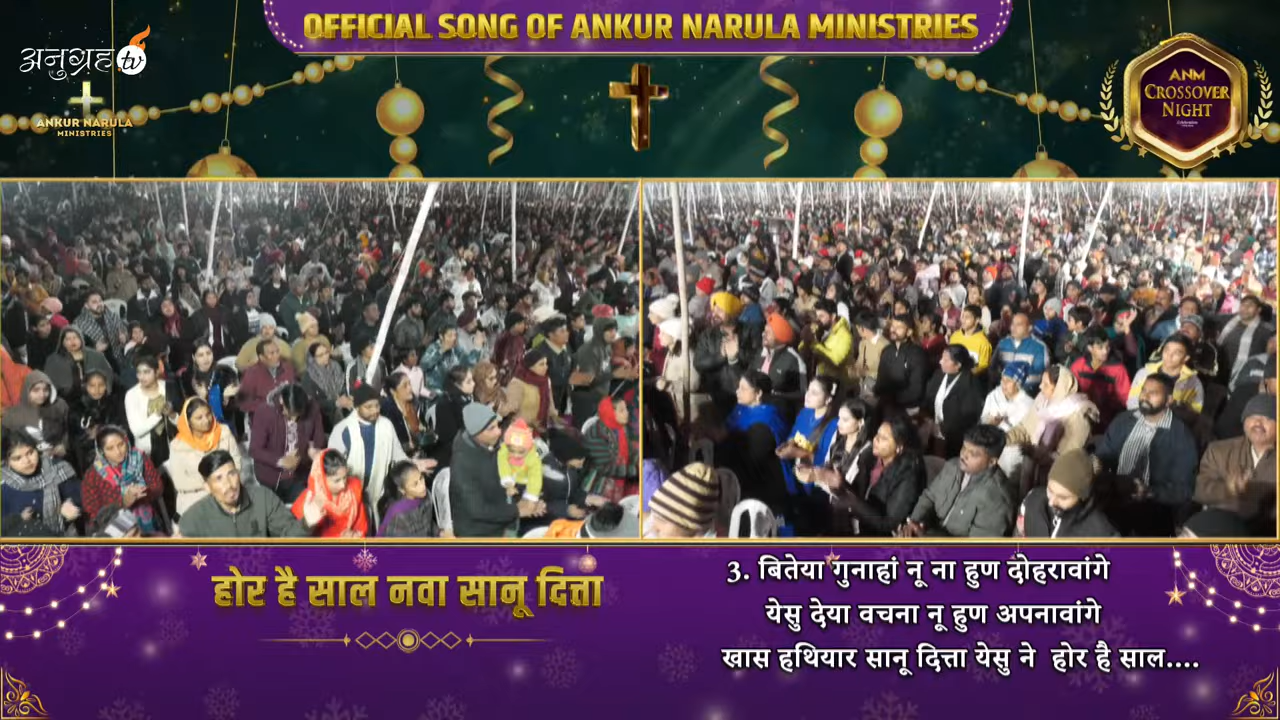 OFFICIAL SONG OF ANKUR NARULA MINISTRIES
अनुग्रह tv
ANKUR NARULA
MINISTRIES
ANM
CROSSOVER
NIGHT
होर है साल नवा सानू दित्ता
3. बितेया गुनाहां नू ना हुण दोहरावांगे
येसु देया वचना नू हुण अपनावांगे
खास हथियार सानू दित्ता येसु ने होर है साल....